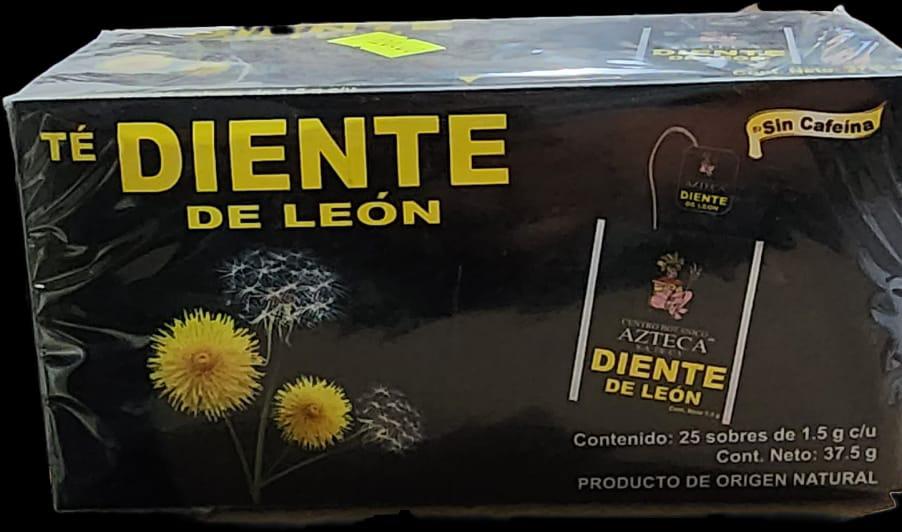 TÉ DIENTE
DE LEÓN
Sin Cafeína
AZTECA
DIENTE
DE LEON
CENTRO BOTANICO
AZTECA
DIENTE
DE LEÓN
Contenido: 25 sobres de 1.5 g c/u
Cont. Neto: 37.5 g
PRODUCTO DE ORIGEN NATURAL